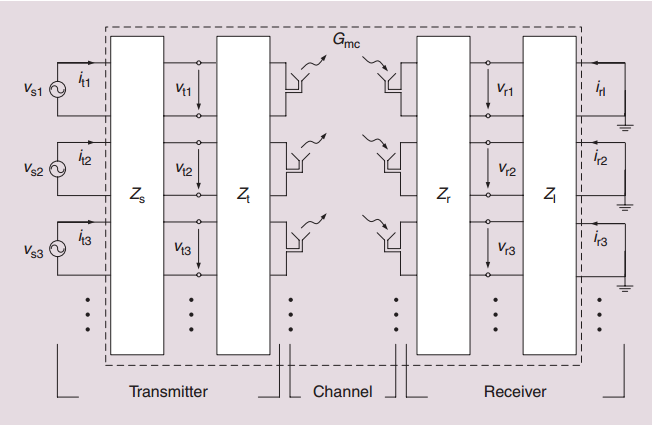 G_mc
v_s1 i_t1 v_t1 v_r1 i_rl
v_s2 i_t2 v_t2 v_r2 i_r2
Z_s Z_t Z_r Z_l
v_s3 i_t3 v_t3 v_r3 i_r3
Transmitter Channel Receiver